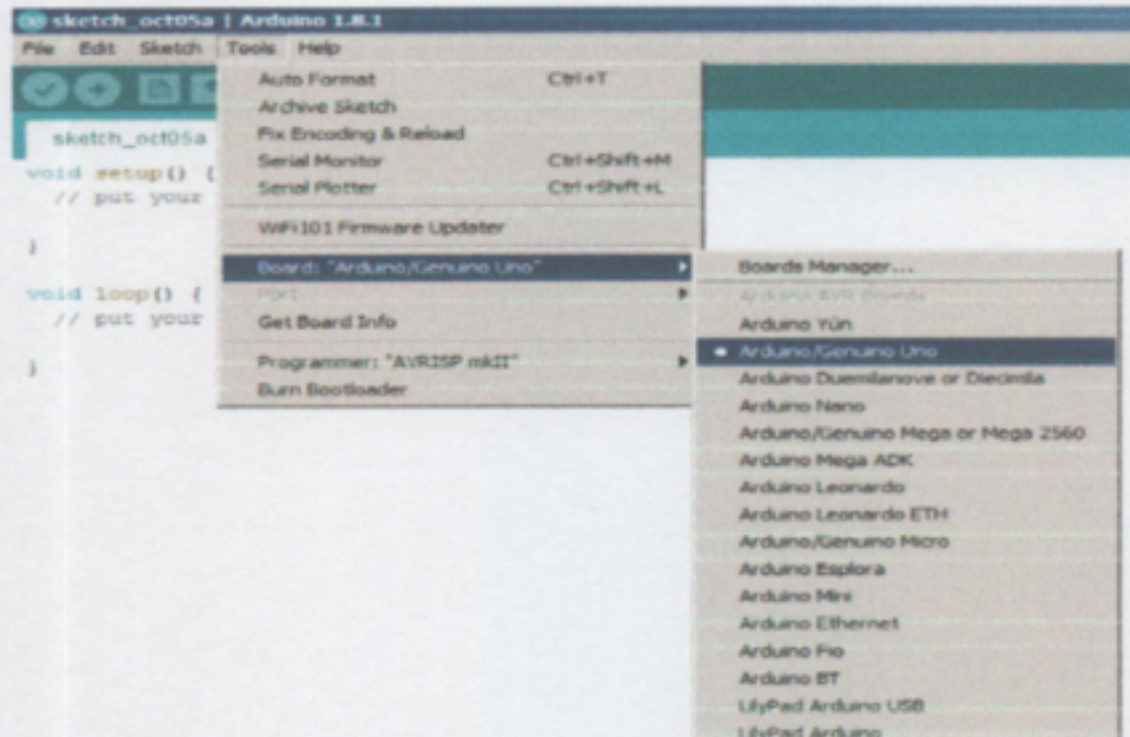 sketch_oct05a | Arduino 1.8.1
File Edit Sketch Tools Help
Auto Format Ctrl+T
Archive Sketch
Fix Encoding & Reload
Serial Monitor Ctrl+Shift+M
Serial Plotter Ctrl+Shift+L
WiFi101 Firmware Updater
Board: "Arduino/Genuino Uno"
Port
Get Board Info
Programmer: "AVRISP mkII"
Burn Bootloader
Boards Manager...
Arduino AVR Boards
Arduino Yún
Arduino/Genuino Uno
Arduino Duemilanove or Diecimila
Arduino Nano
Arduino/Genuino Mega or Mega 2560
Arduino Mega ADK
Arduino Leonardo
Arduino Leonardo ETH
Arduino/Genuino Micro
Arduino Esplora
Arduino Mini
Arduino Ethernet
Arduino Fio
Arduino BT
LilyPad Arduino USB
LilyPad Arduino
sketch_oct05a
void setup() {
// put your
}
void loop() {
// put your
}